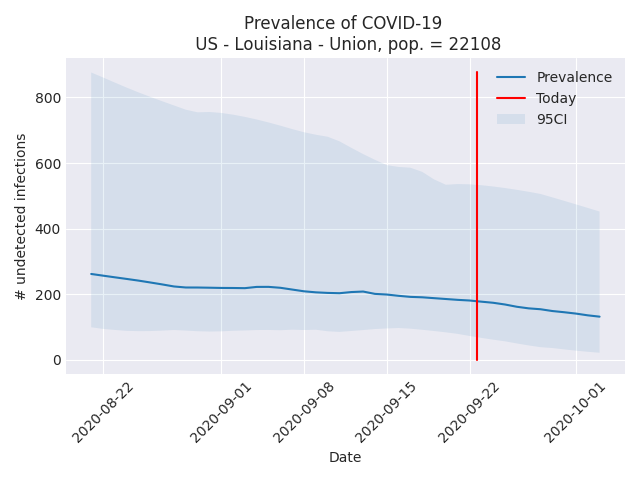 Prevalence of COVID-19
US - Louisiana - Union, pop. = 22108
Prevalence
Today
95CI
# undetected infections
800
600
400
200
0
2020-08-22
2020-09-01
2020-09-08
2020-09-15
2020-09-22
2020-10-01
Date